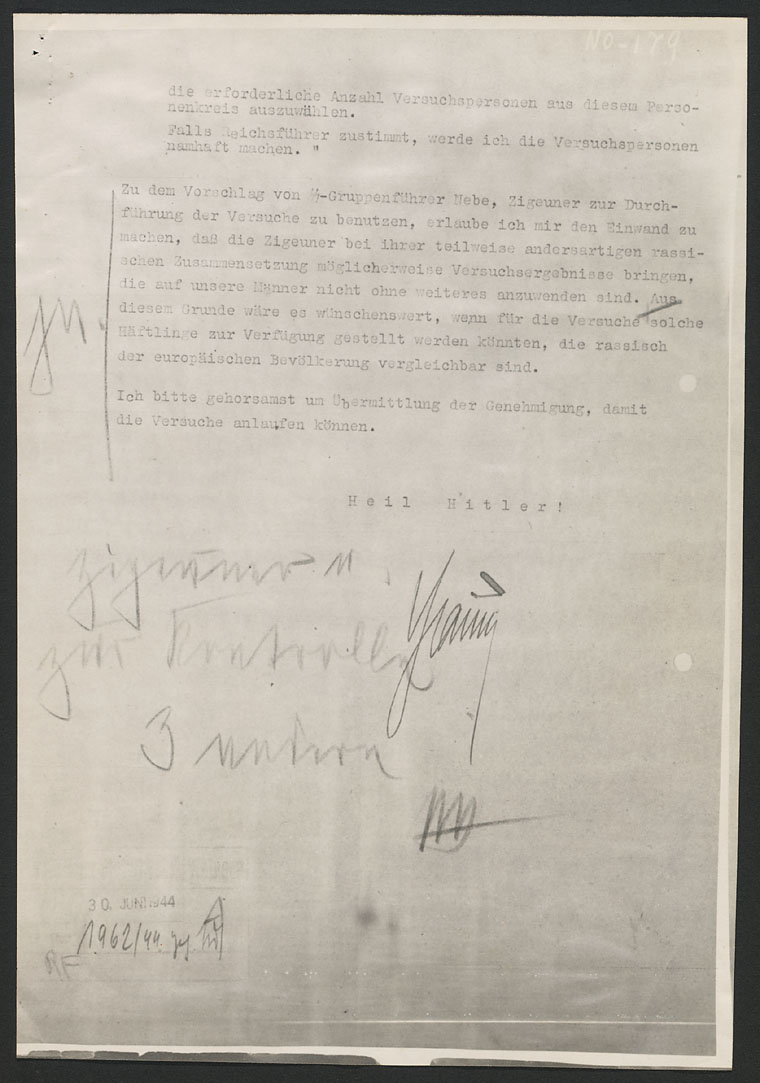 NO-179
die erforderliche Anzahl Versuchspersonen aus diesem Perso-
nenkreis auszuwählen.
Falls Reichsführer zustimmt, werde ich die Versuchspersonen
namhaft machen. "
Zu dem Vorschlag von ᛋᛋ-Gruppenführer Nebe, Zigeuner zur Durch-
führung der Versuche zu benutzen, erlaube ich mir den Einwand zu
machen, daß die Zigeuner bei ihrer teilweise andersartigen rassi-
schen Zusammensetzung möglicherweise Versuchsergebnisse bringen,
die auf unsere Männer nicht ohne weiteres anzuwenden sind. Aus
diesem Grunde wäre es wünschenswert, wenn für die Versuche solche
Häftlinge zur Verfügung gestellt werden könnten, die rassisch
der europäischen Bevölkerung vergleichbar sind.
Ich bitte gehorsamst um Übermittlung der Genehmigung, damit
die Versuche anlaufen können.
Heil Hitler!
Zigeuner u.
zur Kontrolle
3 andere
30. JUNI 1944
1962/44
RF